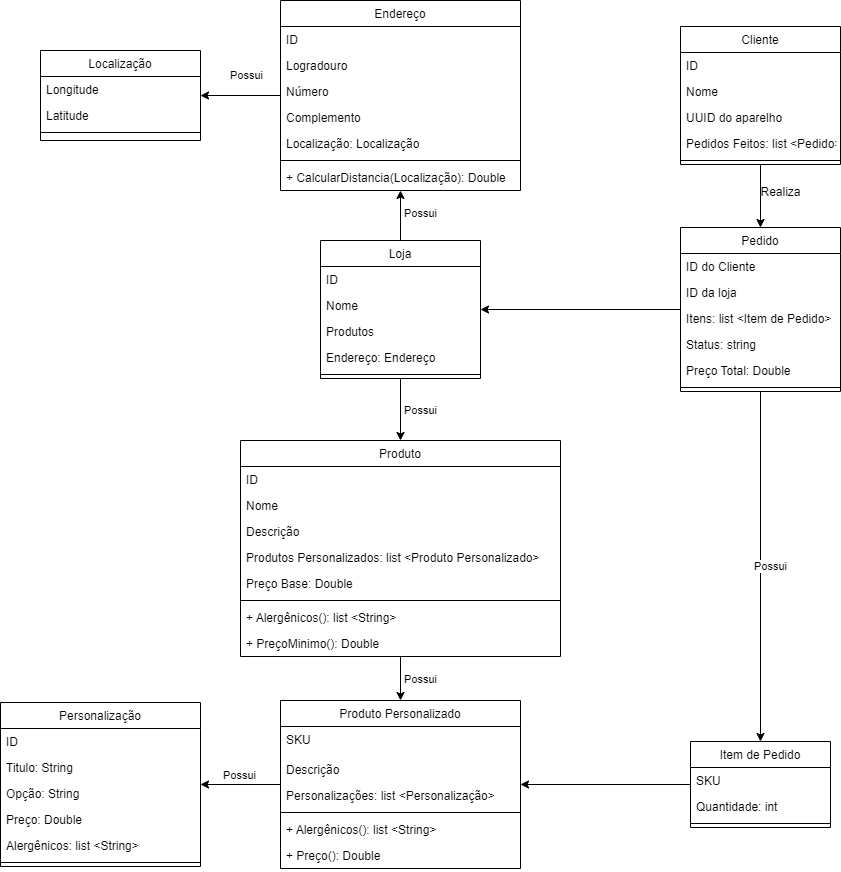 Endereço
ID
Logradouro
Número
Complemento
Localização: Localização
+ CalcularDistancia(Localização): Double
Localização
Longitude
Latitude
Possui
Cliente
ID
Nome
UUID do aparelho
Pedidos Feitos: list <Pedido>
Realiza
Possui
Loja
ID
Nome
Produtos
Endereço: Endereço
Pedido
ID do Cliente
ID da loja
Itens: list <Item de Pedido>
Status: string
Preço Total: Double
Possui
Produto
ID
Nome
Descrição
Produtos Personalizados: list <Produto Personalizado>
Preço Base: Double
+ Alergênicos(): list <String>
+ PreçoMinimo(): Double
Possui
Possui
Personalização
ID
Titulo: String
Opção: String
Preço: Double
Alergênicos: list <String>
Possui
Produto Personalizado
SKU
Descrição
Personalizações: list <Personalização>
+ Alergênicos(): list <String>
+ Preço(): Double
Item de Pedido
SKU
Quantidade: int